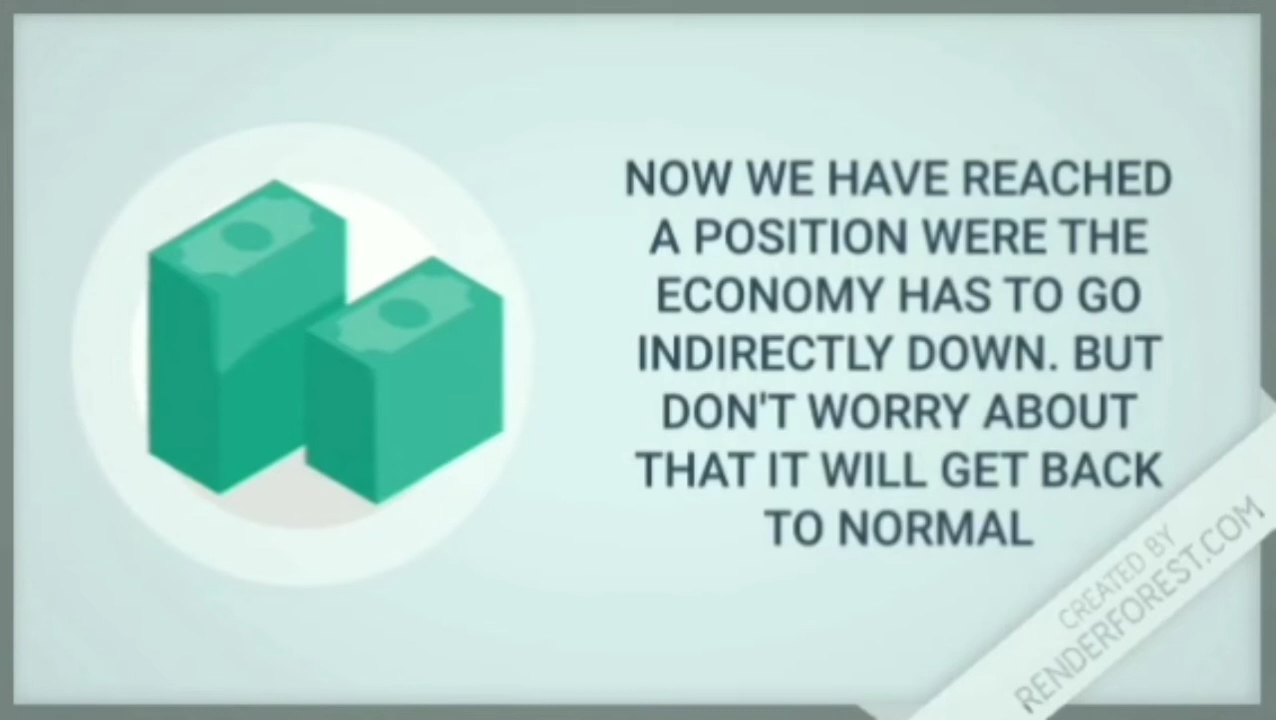 NOW WE HAVE REACHED
A POSITION WERE THE
ECONOMY HAS TO GO
INDIRECTLY DOWN. BUT
DON'T WORRY ABOUT
THAT IT WILL GET BACK
TO NORMAL
CREATED BY
RENDERFOREST.COM